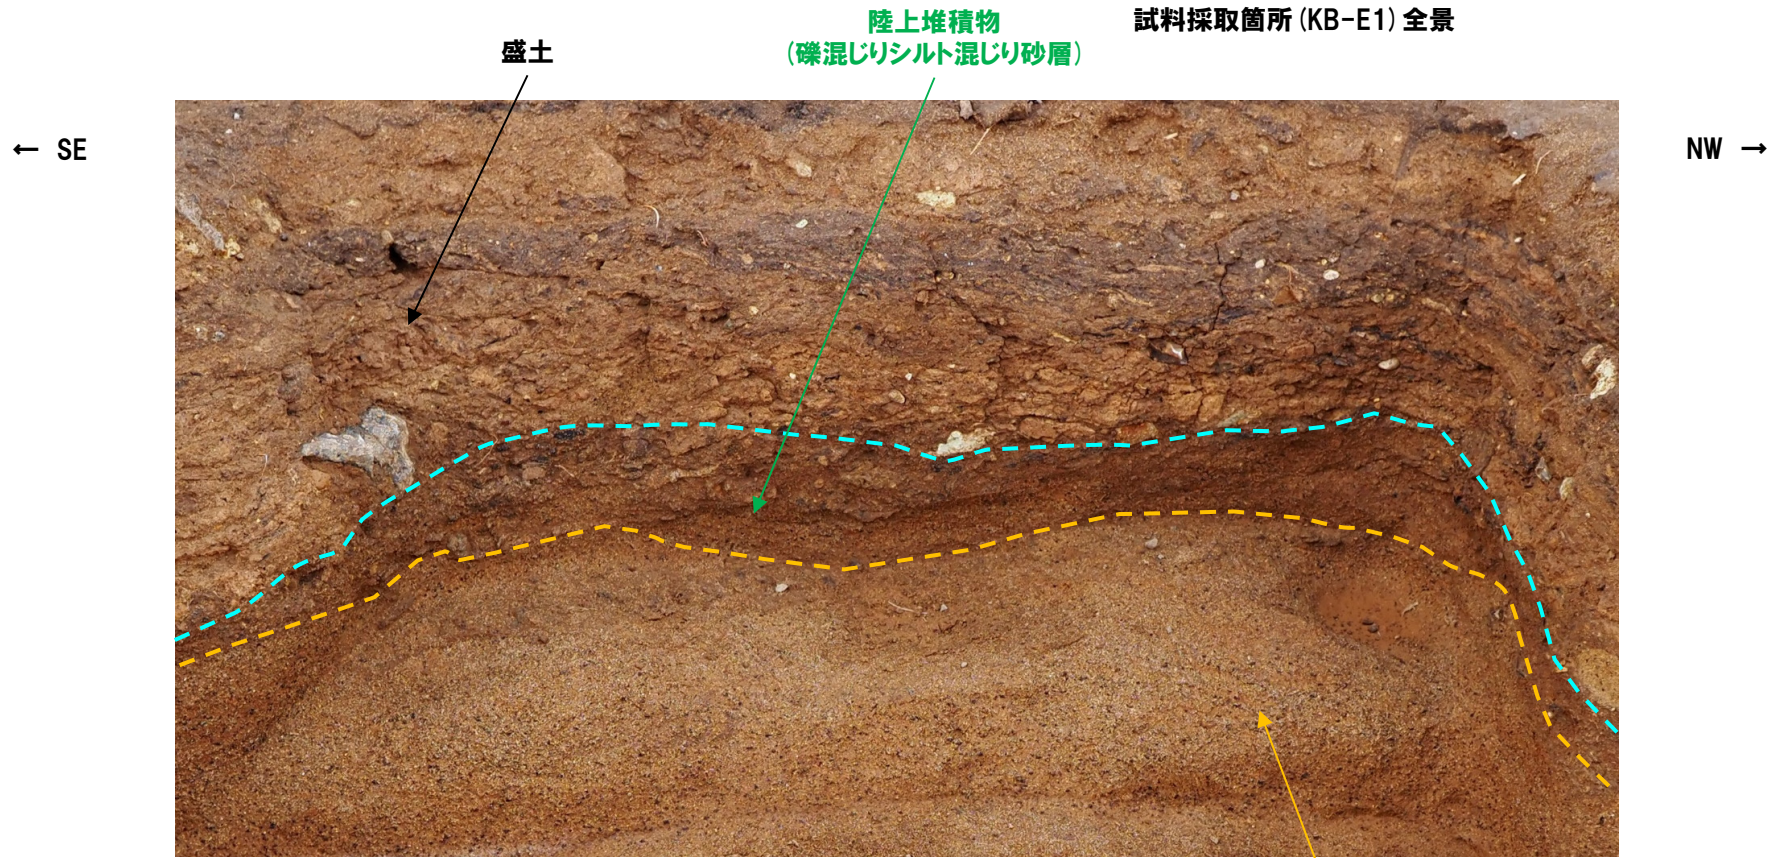 試料採取箇所(KB-E1)全景
陸上堆積物
(礫混じりシルト混じり砂層)
盛土
← SE
NW →